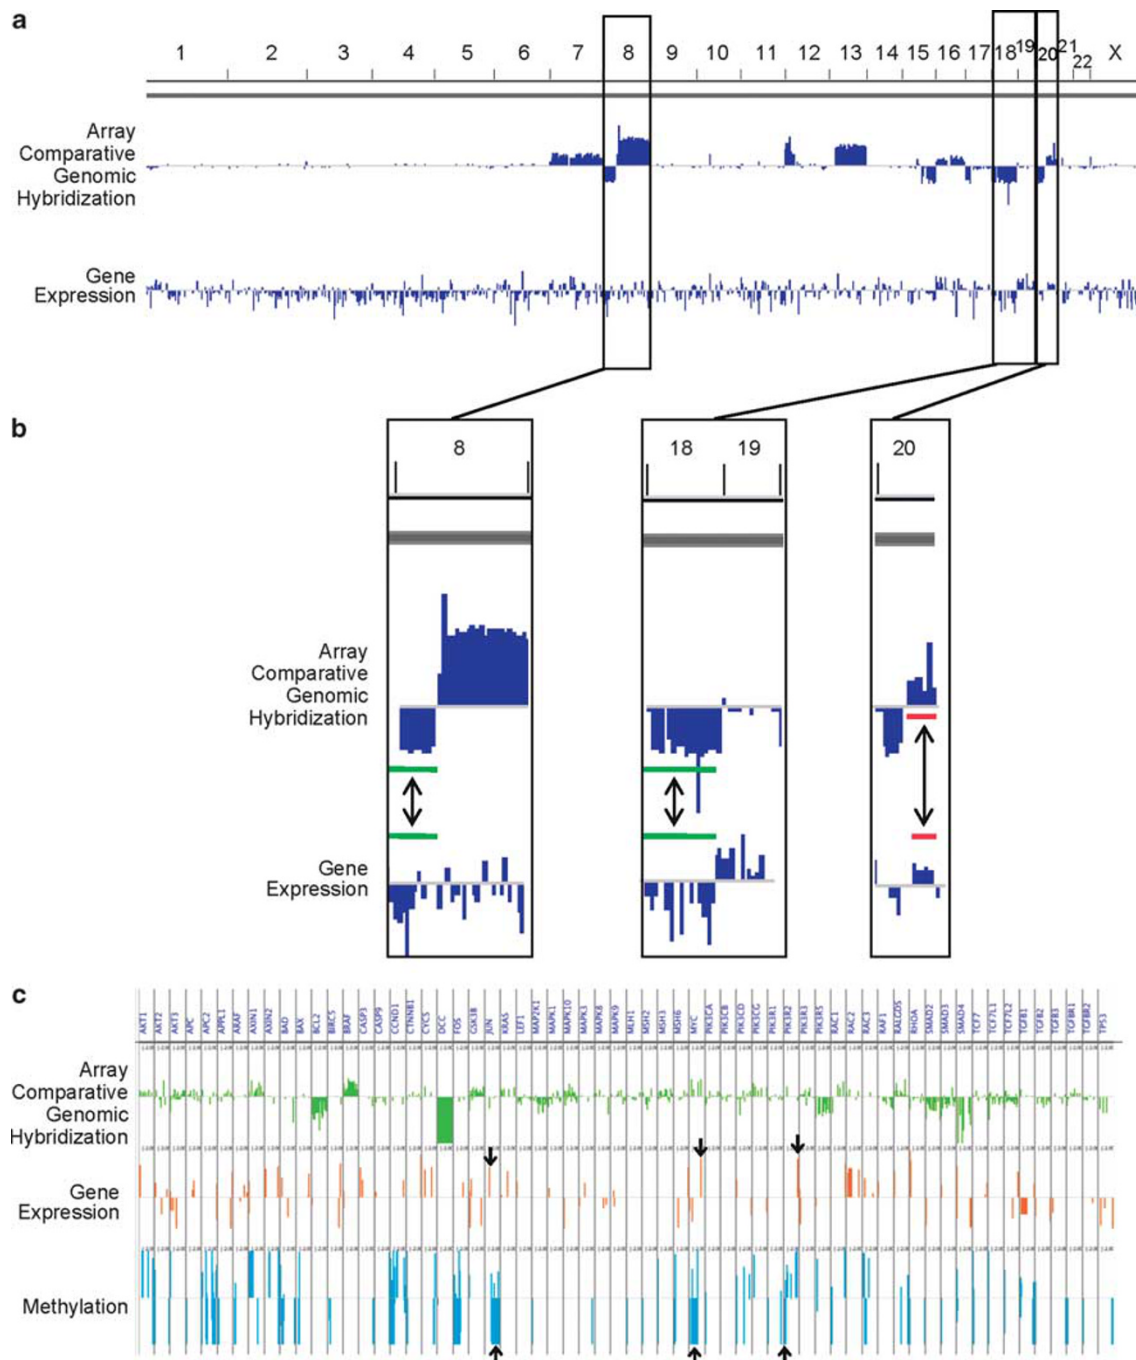 a
1 2 3 4 5 6 7 8 9 10 11 12 13 14 15 16 17 18 19 20 21 22 X
Array
Comparative
Genomic
Hybridization
Gene
Expression
b
8 18 19 20
Array
Comparative
Genomic
Hybridization
Gene
Expression
c
AKT1 AKT2 AKT3 APC APC2 APPL1 ARAF AXIN1 AXIN2 BAD BAX BCL2 BIRC5 BRAF CASP3 CASP9 CCND1 CTNNB1 CYCS DCC FOS GSK3B JUN KRAS LEF1 MAP2K1 MAPK1 MAPK10 MAPK3 MAPK8 MAPK9 MLH1 MSH2 MSH3 MSH6 MYC PIK3CA PIK3CB PIK3CD PIK3CG PIK3R1 PIK3R2 PIK3R3 PIK3R5 RAC1 RAC2 RAC3 RAF1 RALGDS RHOA SMAD2 SMAD3 SMAD4 TCF7 TCF7L1 TCF7L2 TGFB1 TGFB2 TGFB3 TGFBR1 TGFBR2 TP53
Array
Comparative
Genomic
Hybridization
Gene
Expression
Methylation